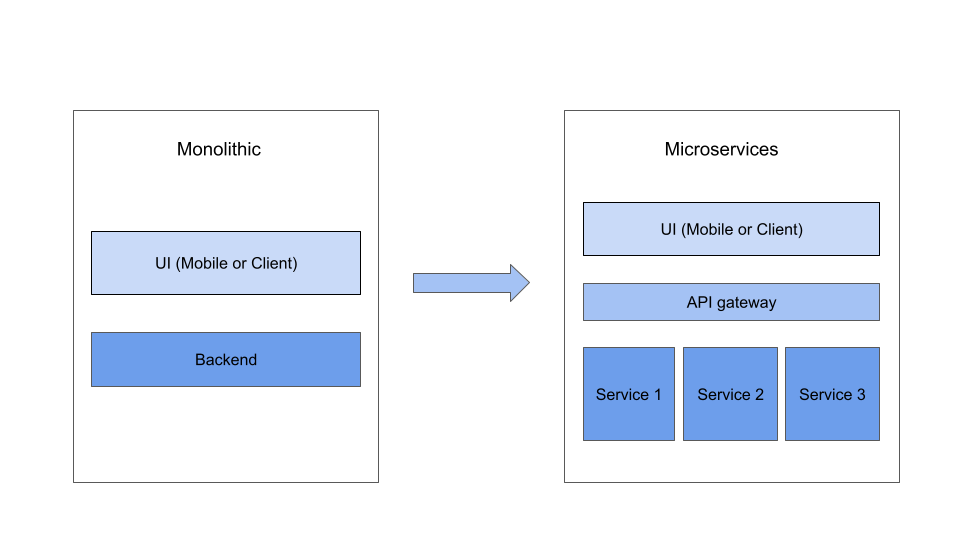 Monolithic
UI (Mobile or Client)
Backend
Microservices
UI (Mobile or Client)
API gateway
Service 1
Service 2
Service 3